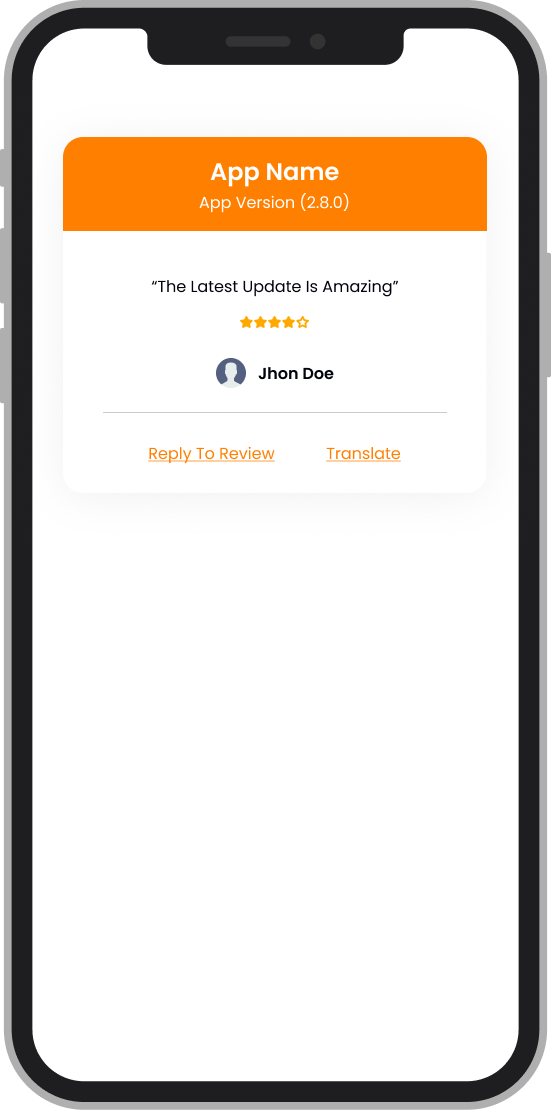 App Name
App Version (2.8.0)
“The Latest Update Is Amazing”
Jhon Doe
Reply To Review Translate